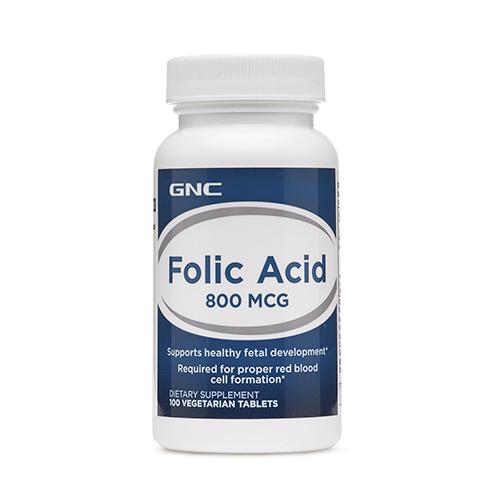 GNC
Folic Acid
800 MCG
Supports healthy fetal development*
Required for proper red blood
cell formation*
DIETARY SUPPLEMENT
100 VEGETARIAN TABLETS